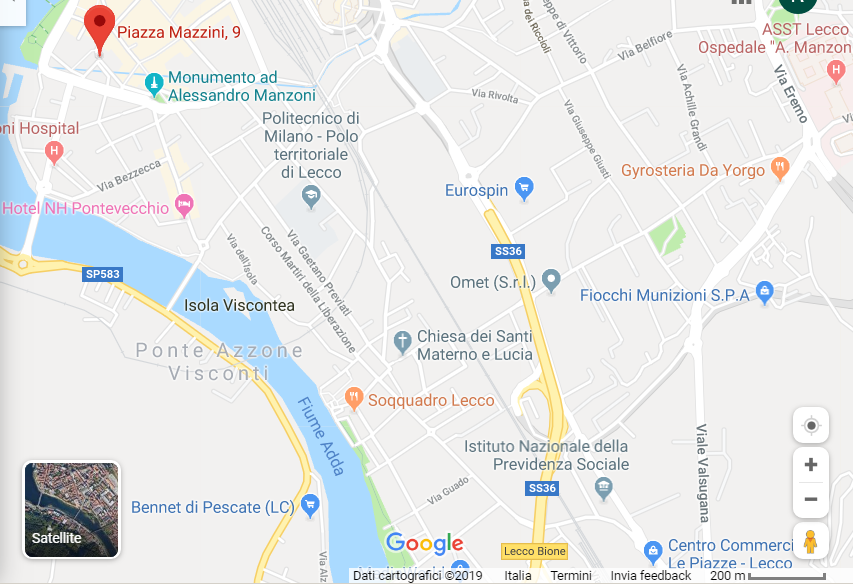 Piazza Mazzini, 9
ASST Lecco
Ospedale "A. Manzon
Via Belfiore
dei Riccioli
di Vittorio
Via Eremo
Via Achille Grandi
Monumento ad
Alessandro Manzoni
Via Rivolta
Via Giuseppe Giusti
oni Hospital
Politecnico di
Milano - Polo
territoriale
di Lecco
Via Bezzecca
Gyrosteria Da Yorgo
Eurospin
Hotel NH Pontevecchio
Via dell'Isola
Corso Martiri della Liberazione
Via Gaetano Previati
SS36
SP583
Omet (S.r.l.)
Fiocchi Munizioni S.P.A
Isola Viscontea
Ponte Azzone
Visconti
Chiesa dei Santi
Materno e Lucia
Soqquadro Lecco
Fiume Adda
Viale Valsugana
Istituto Nazionale della
Previdenza Sociale
SS36
Via Guado
Bennet di Pescate (LC)
Satellite
Google
Lecco Bione
Centro Commerci
Le Piazze - Lecco
Via Alz
Dati cartografici ©2019 Italia Termini Invia feedback 200 m